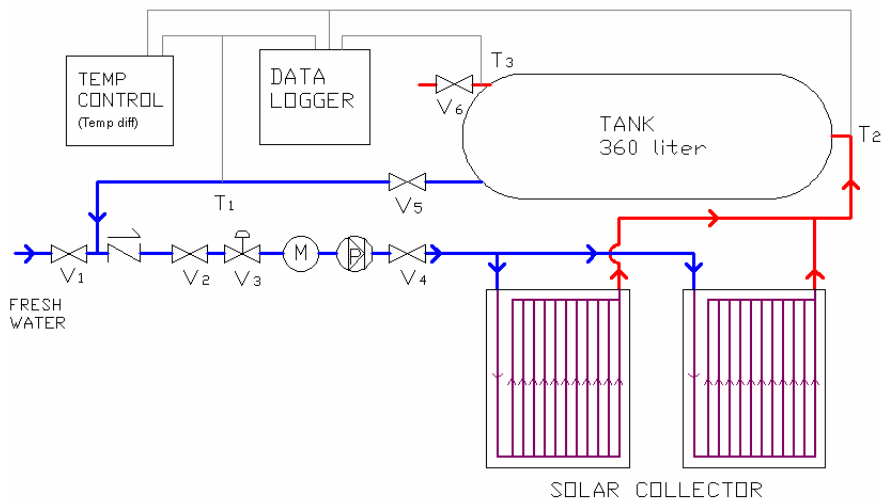 TEMP
CONTROL
(Temp diff)
DATA
LOGGER
T3
V6
TANK
360 liter
T2
T1
V5
V1
V2
V3
M
P
V4
FRESH
WATER
SOLAR COLLECTOR